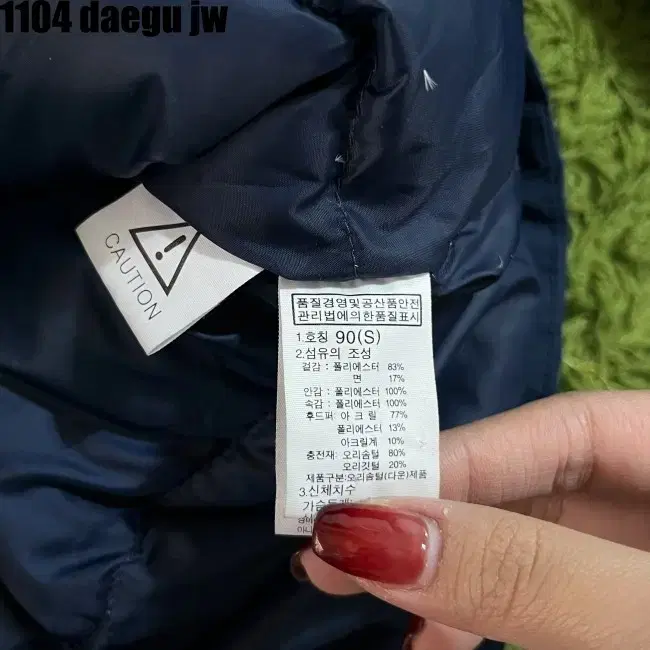 1104 daegu jw
CAUTION
품질경영및공산품안전
관리법에의한품질표시
1.호칭 90(S)
2.섬유의 조성
겉감 : 폴리에스터 83%
면 17%
안감 : 폴리에스터 100%
속감 : 폴리에스터 100%
후드퍼: 아 크 릴 77%
폴리에스터 13%
아크릴계 10%
충전재: 오리솜털 80%
오리깃털 20%
제품구분:오리솜털(다운)제품
3.신체치수